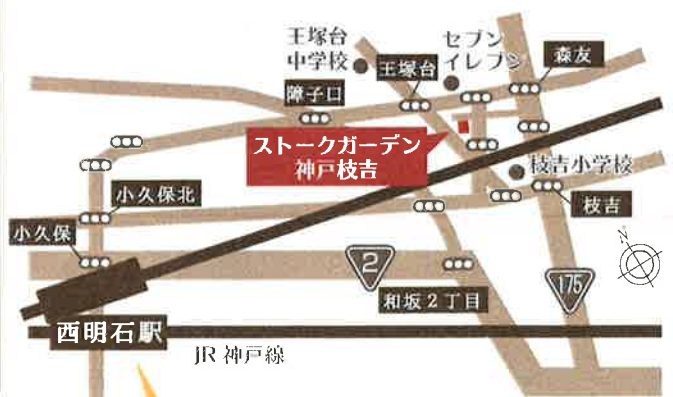 王塚台
中学校
セブン
イレブン
森友
王塚台
障子口
ストークガーデン
神戸枝吉
枝吉小学校
小久保北
枝吉
小久保
N
2
175
和坂2丁目
西明石駅
JR 神戸線